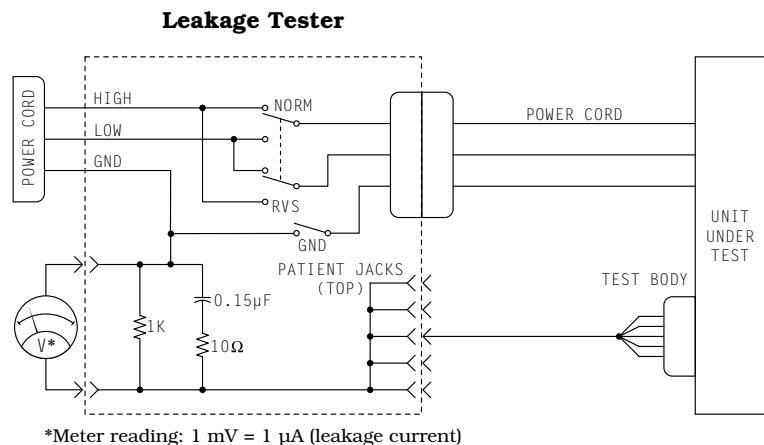 Leakage Tester
POWER CORD
HIGH
LOW
GND
NORM
RVS
GND
POWER CORD
UNIT
UNDER
TEST
PATIENT JACKS
(TOP)
TEST BODY
0.15µF
1K
10Ω
V*
*Meter reading: 1 mV = 1 µA (leakage current)